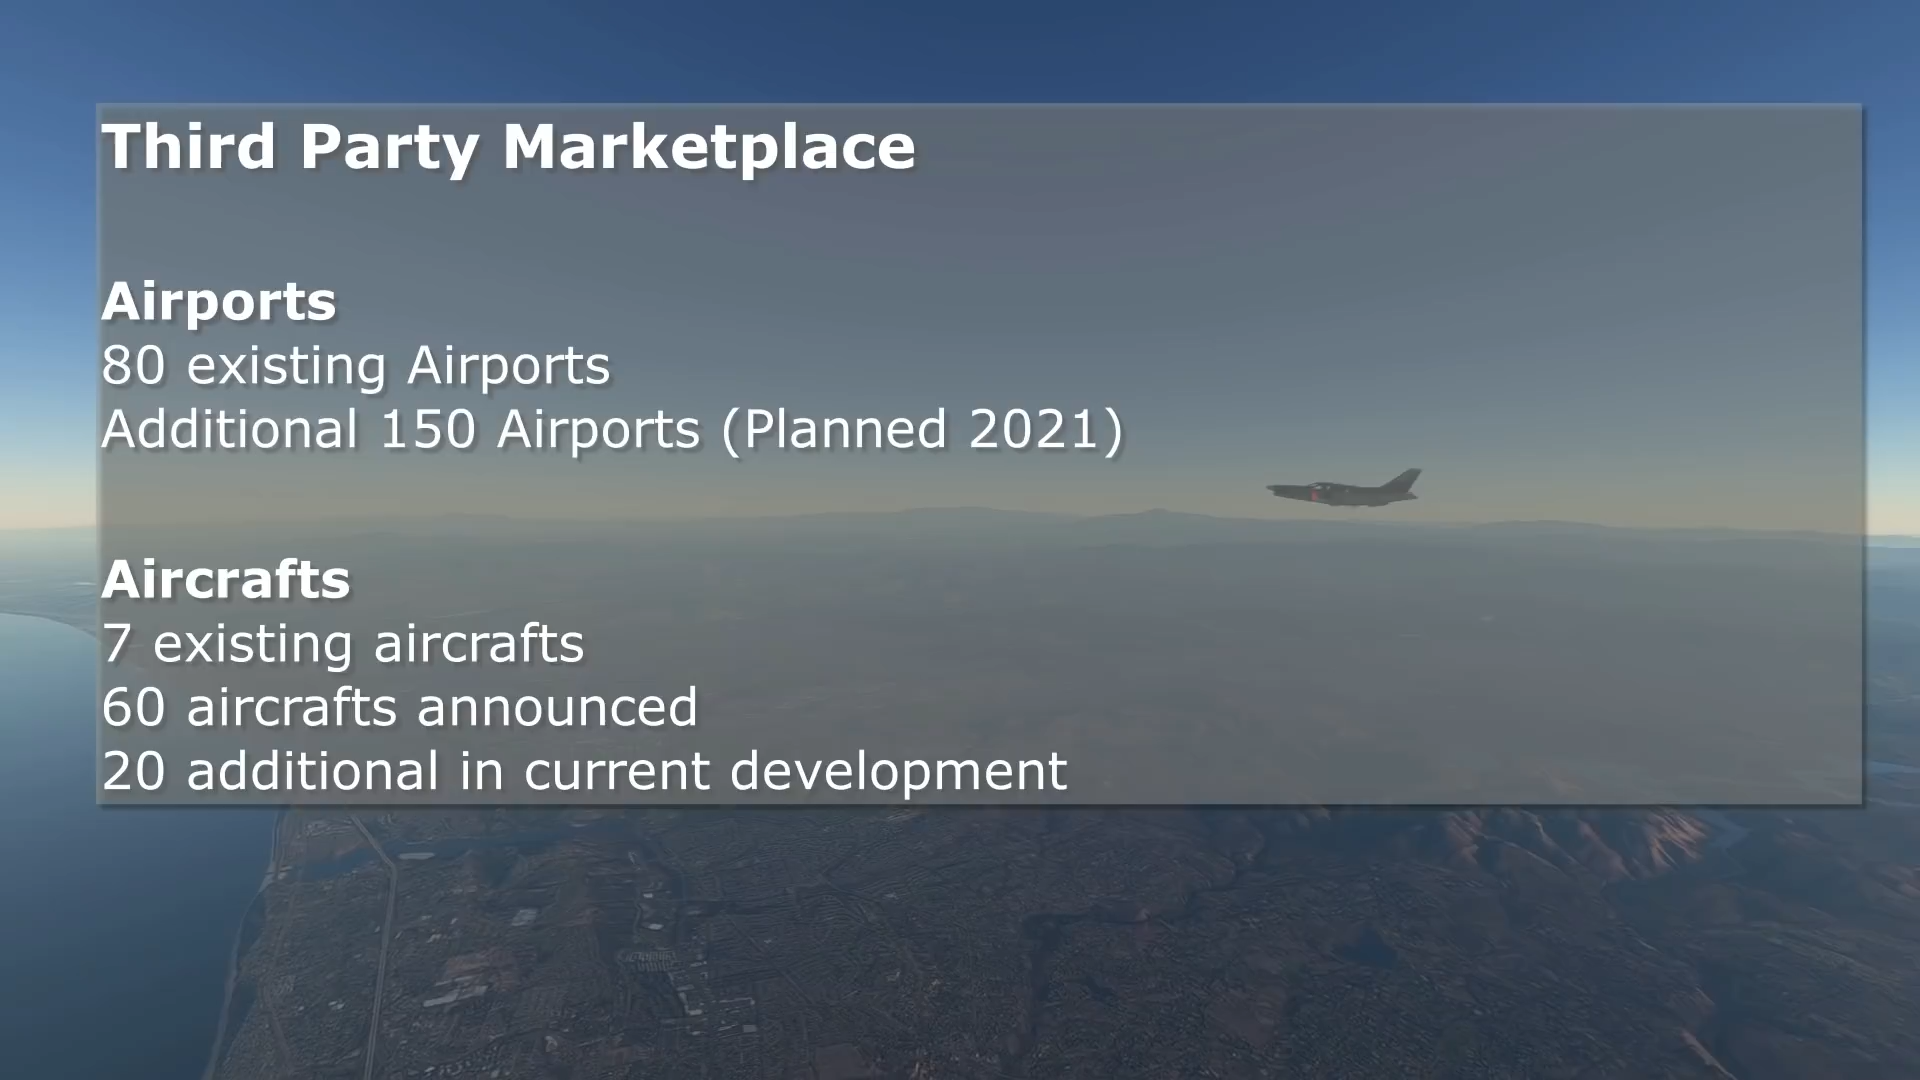 Third Party Marketplace
Airports
80 existing Airports
Additional 150 Airports (Planned 2021)
Aircrafts
7 existing aircrafts
60 aircrafts announced
20 additional in current development